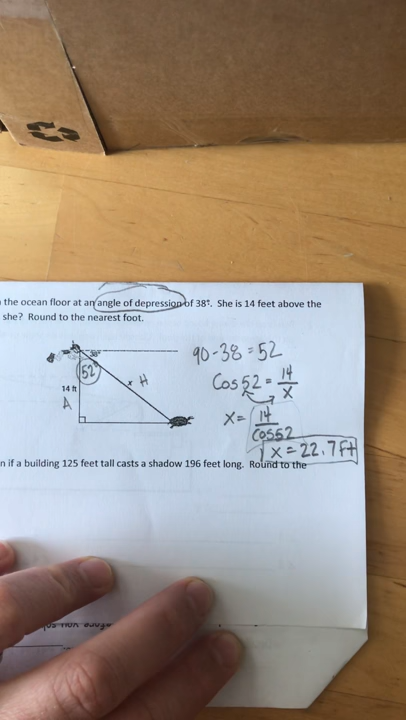 the ocean floor at an angle of depression of 38°. She is 14 feet above the
she? Round to the nearest foot.
38°
52°
14 ft
A
x
H
90-38=52
Cos52 = 14/x
x= 14/cos52
x=22.7ft
if a building 125 feet tall casts a shadow 196 feet long. Round to the